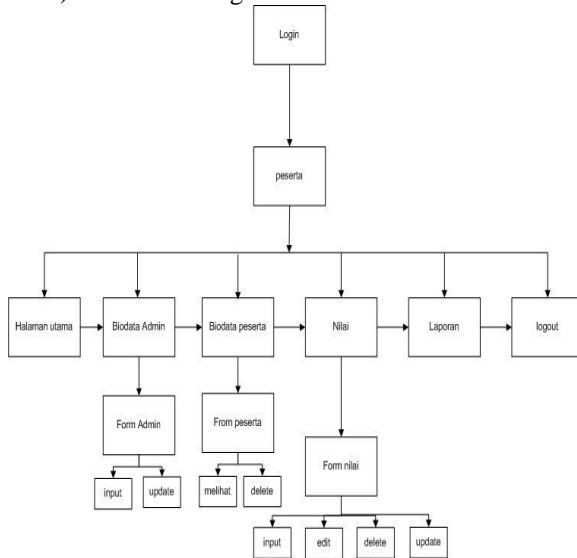 Login
peserta
Halaman utama
Biodata Admin
Biodata peserta
Nilai
Laporan
logout
Form Admin
From peserta
Form nilai
input
update
melihat
delete
input
edit
delete
update